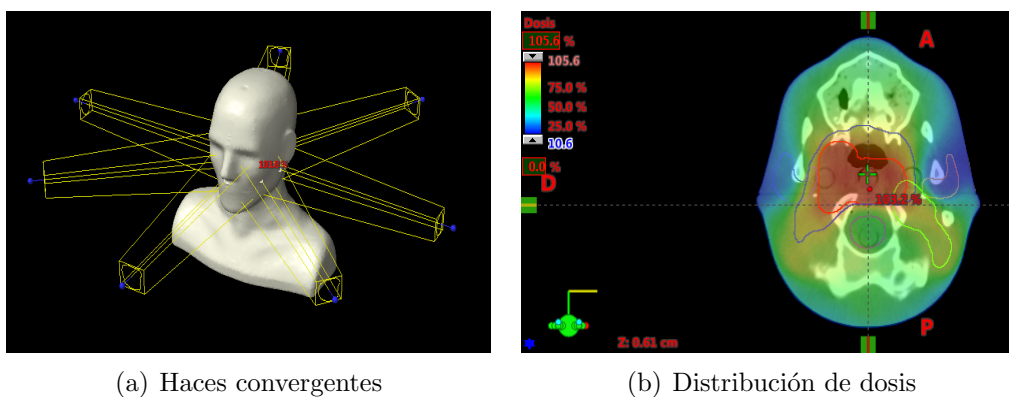 Dosis
105.6 %
105.6
75.0 %
50.0 %
25.0 %
10.6
0.0 %
A
D
103.2 %
P
Z: 0.61 cm
(a) Haces convergentes
(b) Distribución de dosis